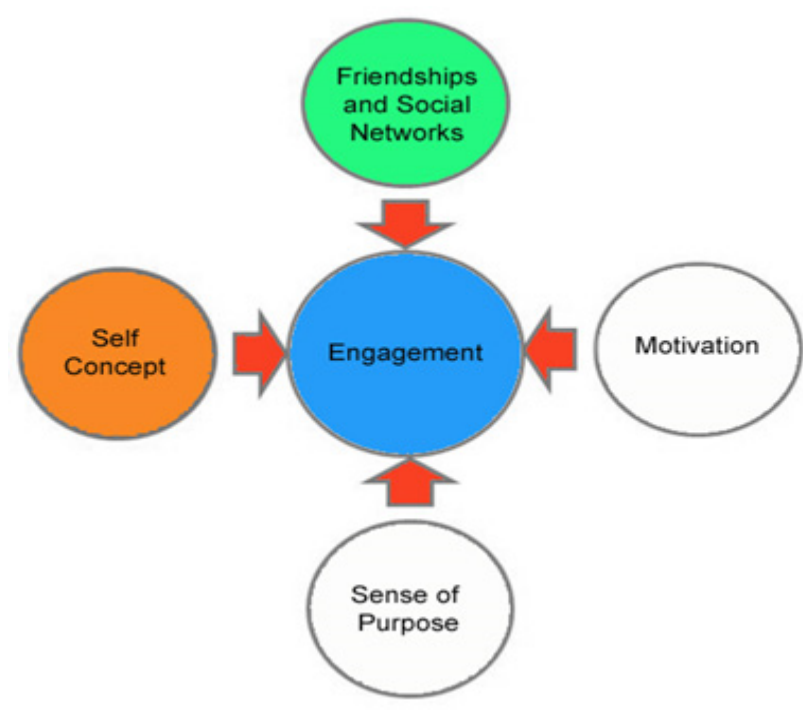 Friendships
and Social
Networks
Self
Concept
Engagement
Motivation
Sense of
Purpose